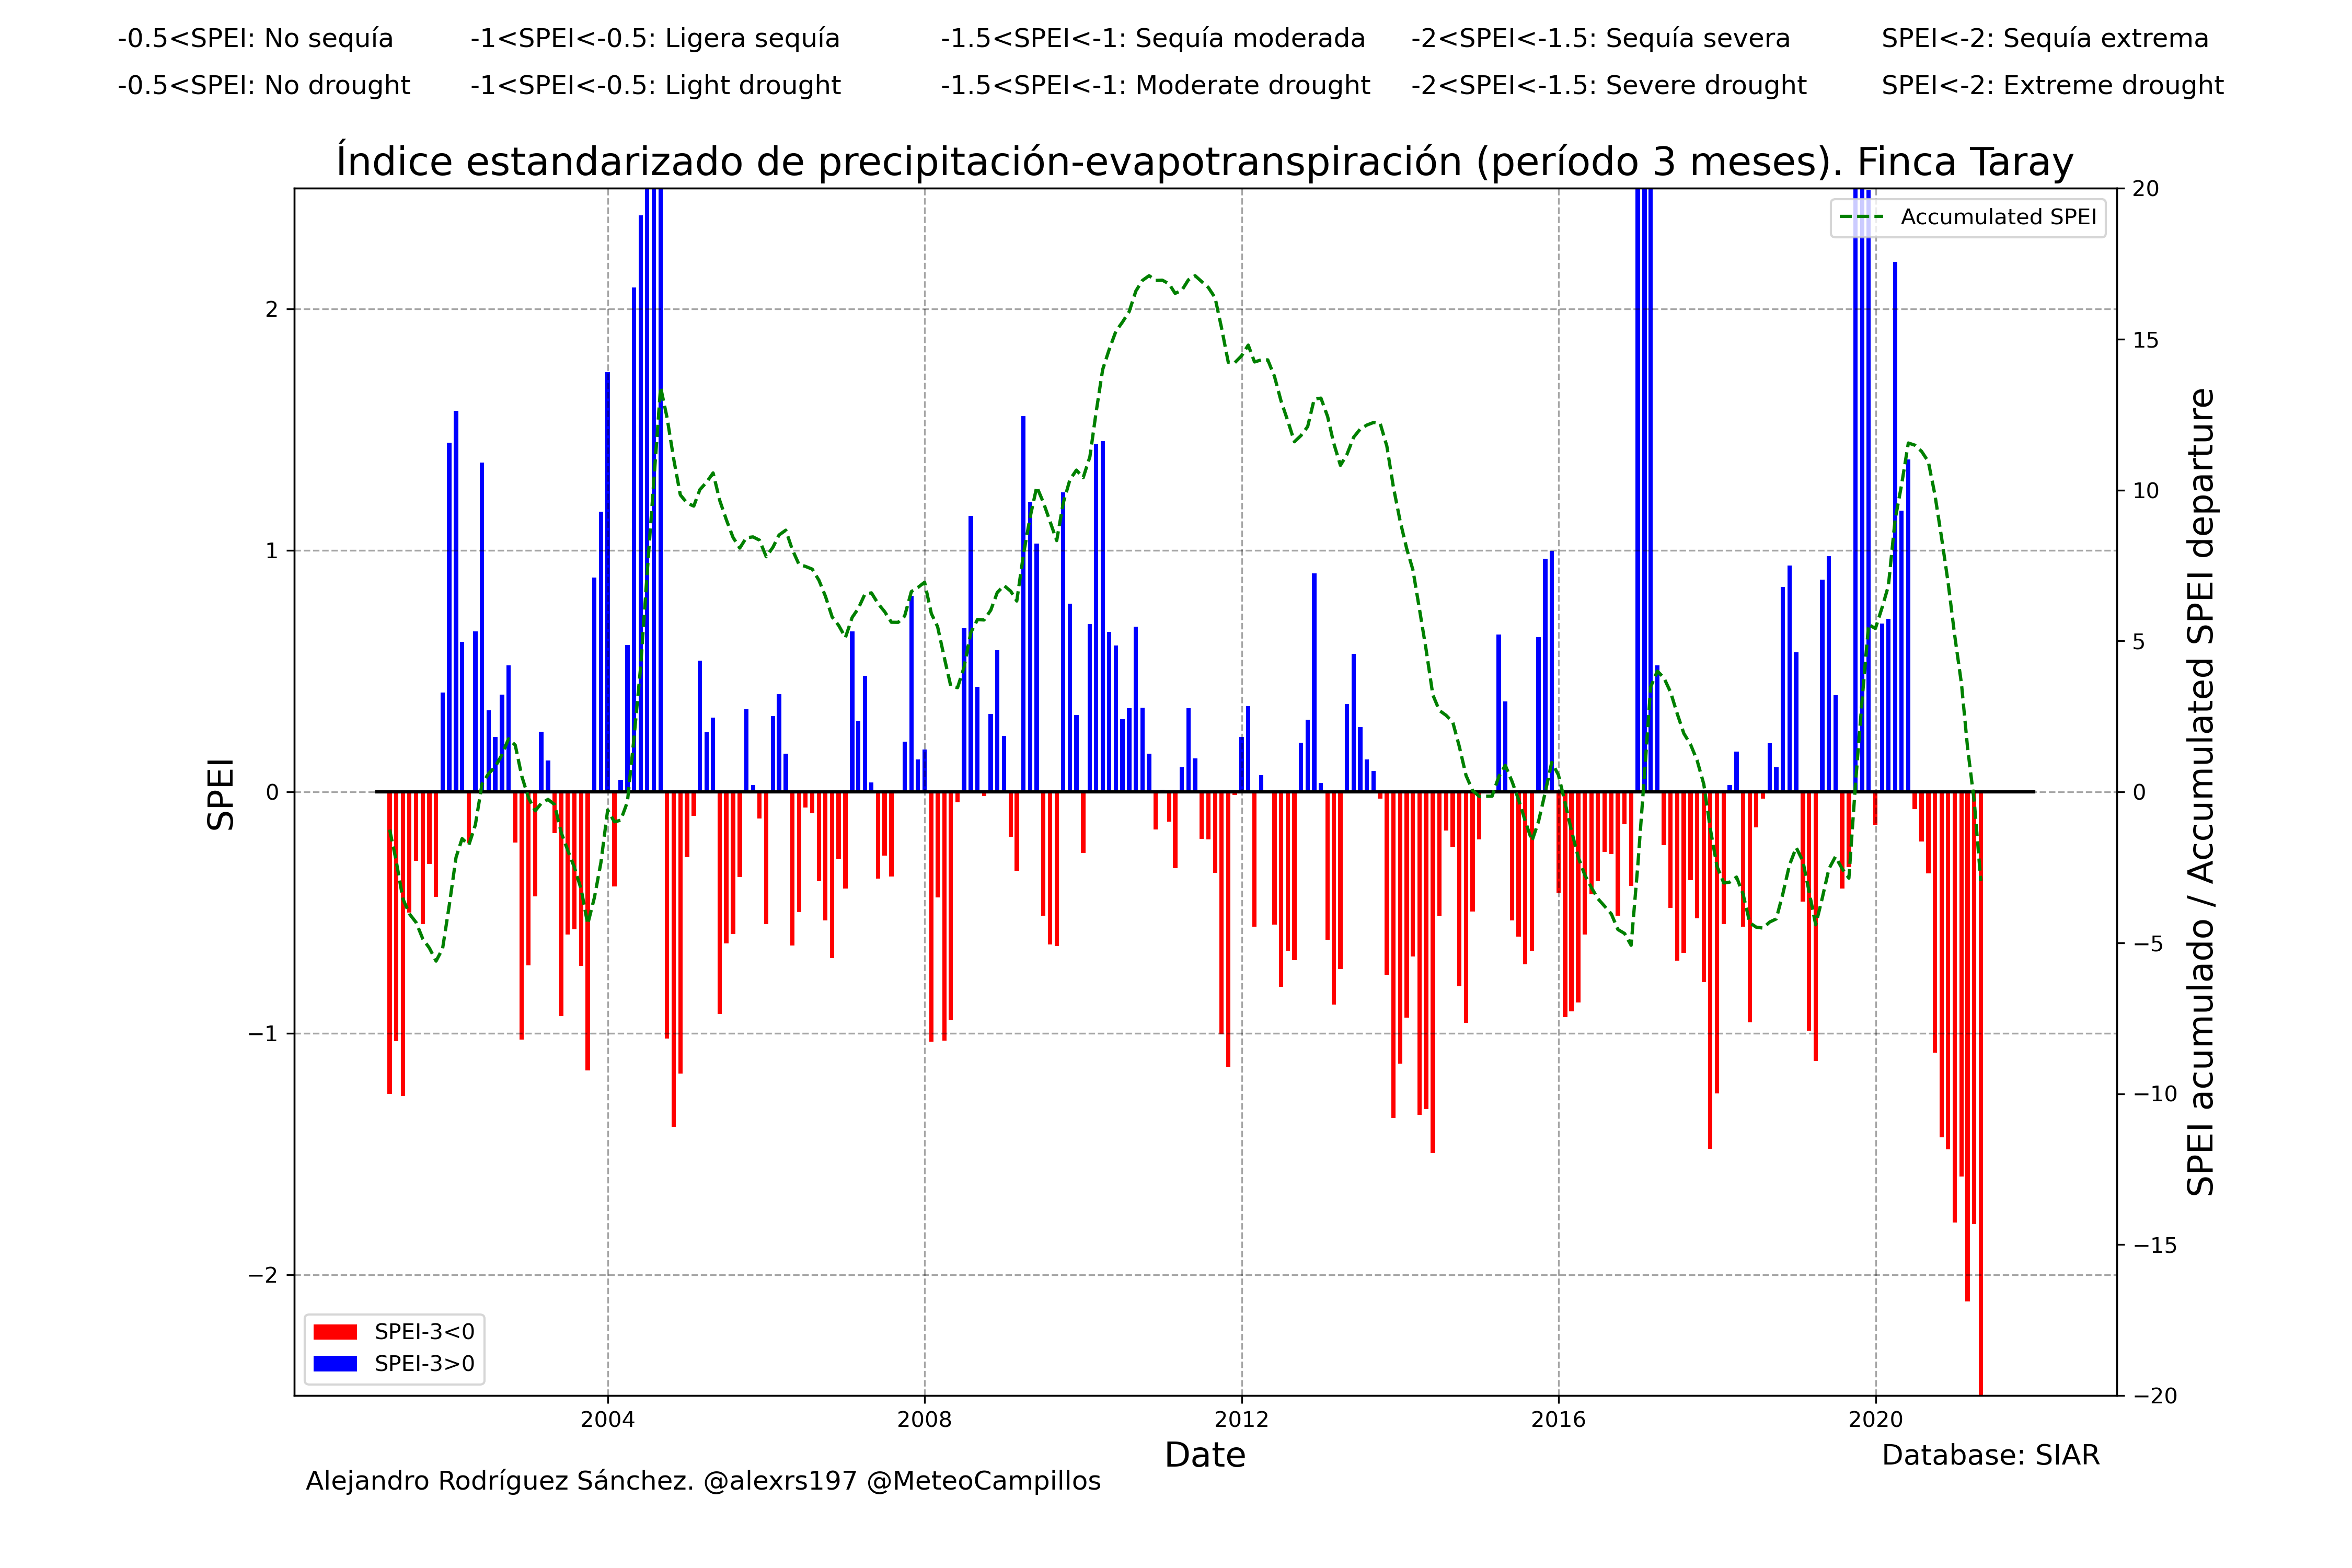 -0.5<SPEI: No sequía -1<SPEI<-0.5: Ligera sequía -1.5<SPEI<-1: Sequía moderada -2<SPEI<-1.5: Sequía severa SPEI<-2: Sequía extrema
-0.5<SPEI: No drought -1<SPEI<-0.5: Light drought -1.5<SPEI<-1: Moderate drought -2<SPEI<-1.5: Severe drought SPEI<-2: Extreme drought
Índice estandarizado de precipitación-evapotranspiración (período 3 meses). Finca Taray
Accumulated SPEI
2
1
0
−1
−2
SPEI
20
15
10
5
0
−5
−10
−15
−20
SPEI acumulado / Accumulated SPEI departure
SPEI-3<0
SPEI-3>0
2004 2008 2012 2016 2020
Date
Database: SIAR
Alejandro Rodríguez Sánchez. @alexrs197 @MeteoCampillos